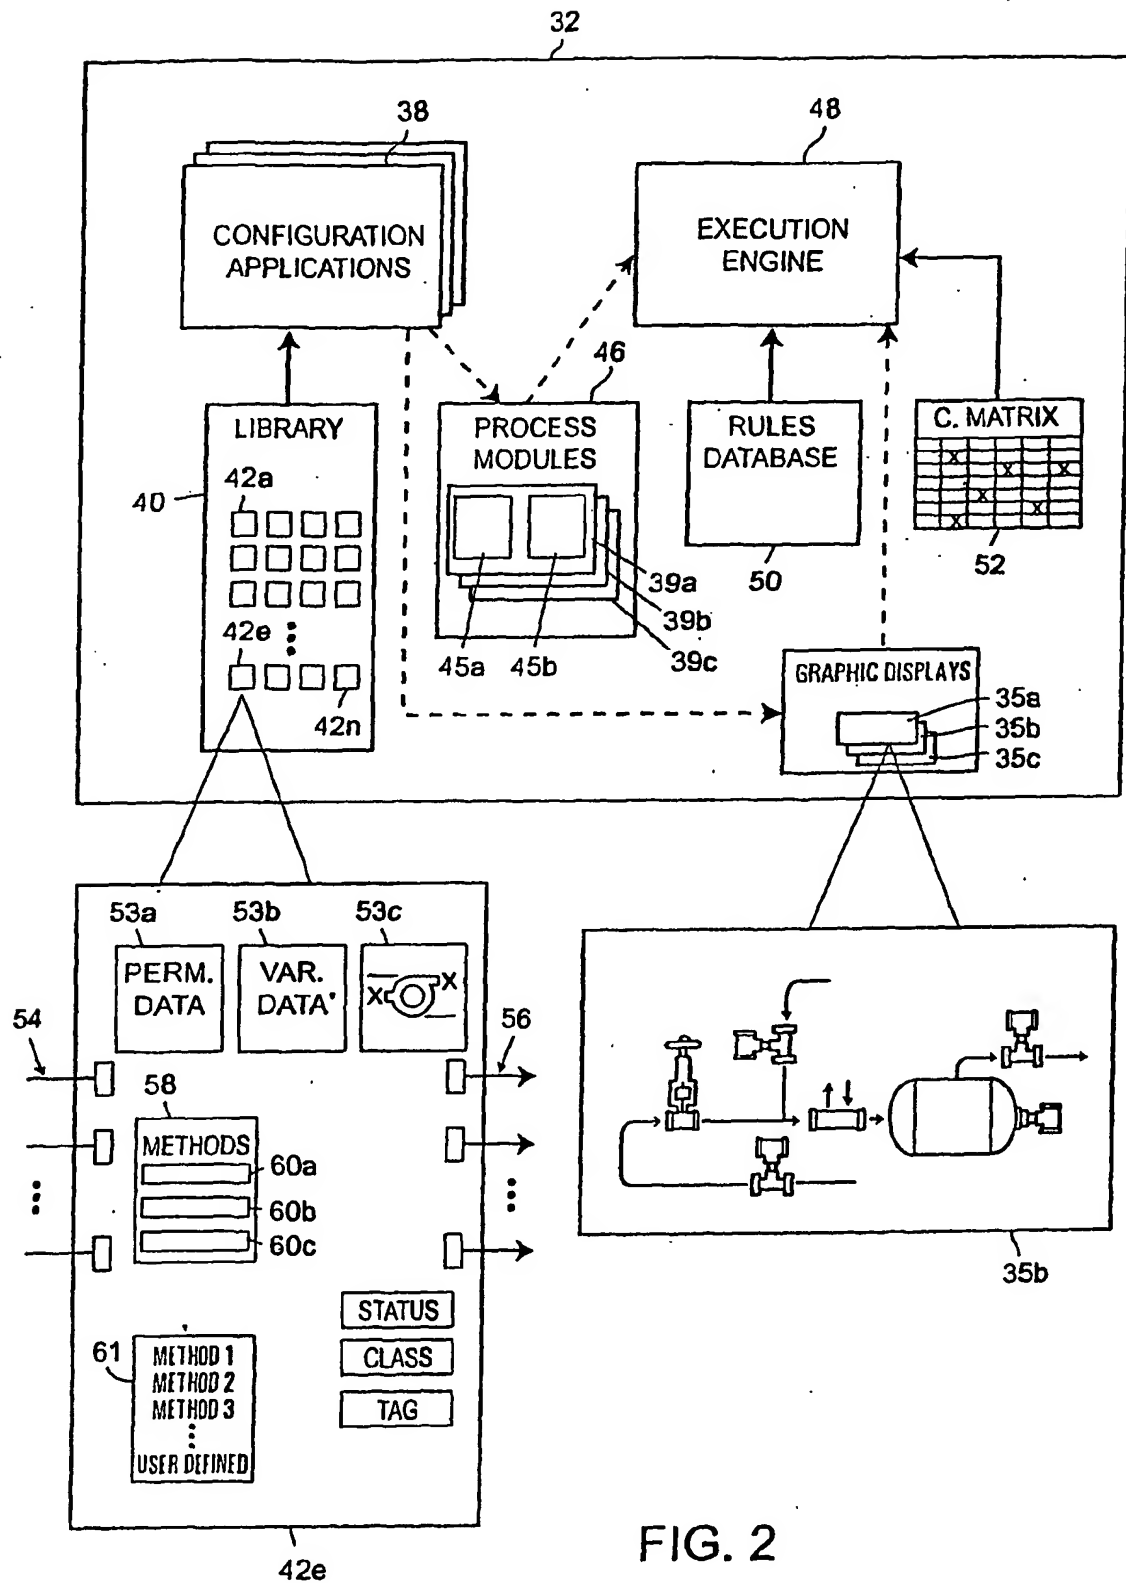 32
38
48
CONFIGURATION
APPLICATIONS
EXECUTION
ENGINE
46
LIBRARY
42a
40
42e
42n
PROCESS
MODULES
39a
39b
39c
45a
45b
RULES
DATABASE
50
C. MATRIX
X
X
X
X
X
X
52
GRAPHIC DISPLAYS
35a
35b
35c
53a
53b
53c
PERM.
DATA
VAR.
DATA'
X
X
54
56
58
METHODS
60a
60b
60c
STATUS
CLASS
TAG
61
METHOD 1
METHOD 2
METHOD 3
USER DEFINED
42e
35b
FIG. 2